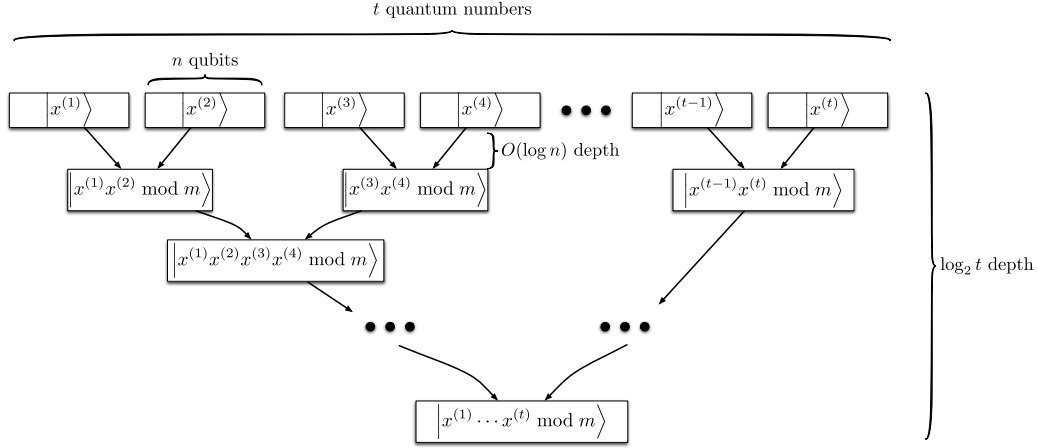 t quantum numbers
n qubits
|x^(1)⟩ |x^(2)⟩ |x^(3)⟩ |x^(4)⟩ ••• |x^(t−1)⟩ |x^(t)⟩
O(log n) depth
|x^(1)x^(2) mod m⟩ |x^(3)x^(4) mod m⟩ |x^(t−1)x^(t) mod m⟩
|x^(1)x^(2)x^(3)x^(4) mod m⟩
log₂ t depth
••• •••
|x^(1) ··· x^(t) mod m⟩